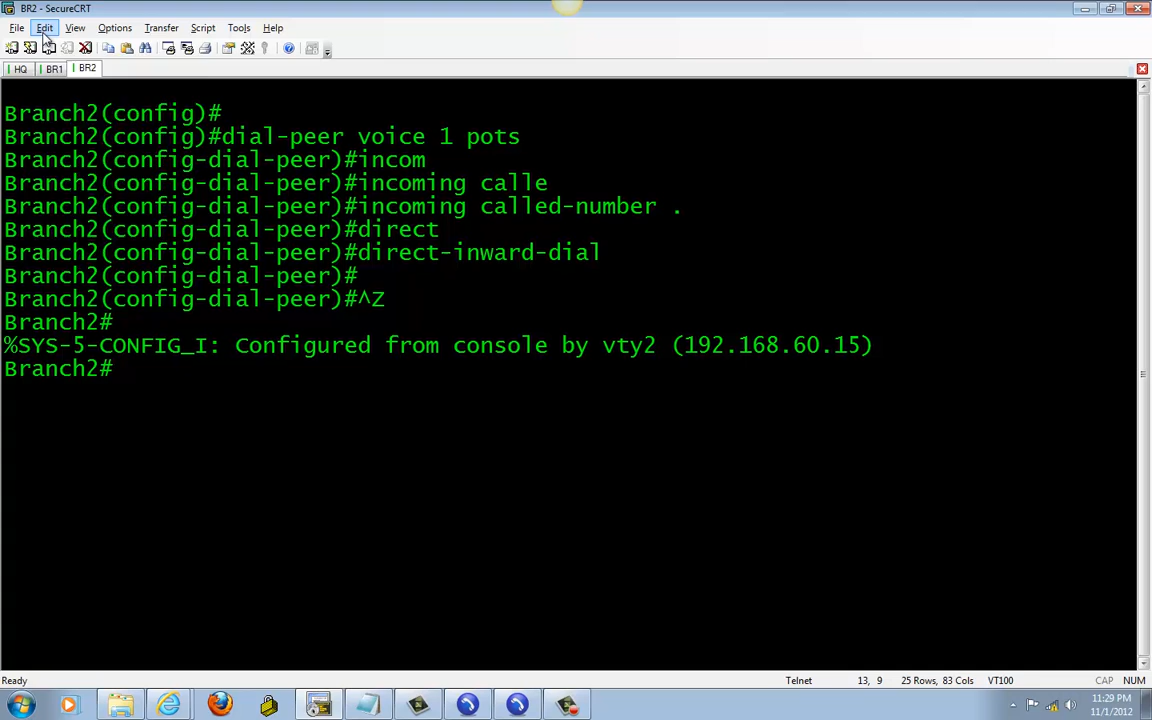 BR2 - SecureCRT
File Edit View Options Transfer Script Tools Help
HQ BR1 BR2
Branch2(config)#
Branch2(config)#dial-peer voice 1 pots
Branch2(config-dial-peer)#incom
Branch2(config-dial-peer)#incoming calle
Branch2(config-dial-peer)#incoming called-number .
Branch2(config-dial-peer)#direct
Branch2(config-dial-peer)#direct-inward-dial
Branch2(config-dial-peer)#
Branch2(config-dial-peer)#^Z
Branch2#
%SYS-5-CONFIG_I: Configured from console by vty2 (192.168.60.15)
Branch2#
Ready Telnet 13, 9 25 Rows, 83 Cols VT100 CAP NUM
11:29 PM
11/1/2012